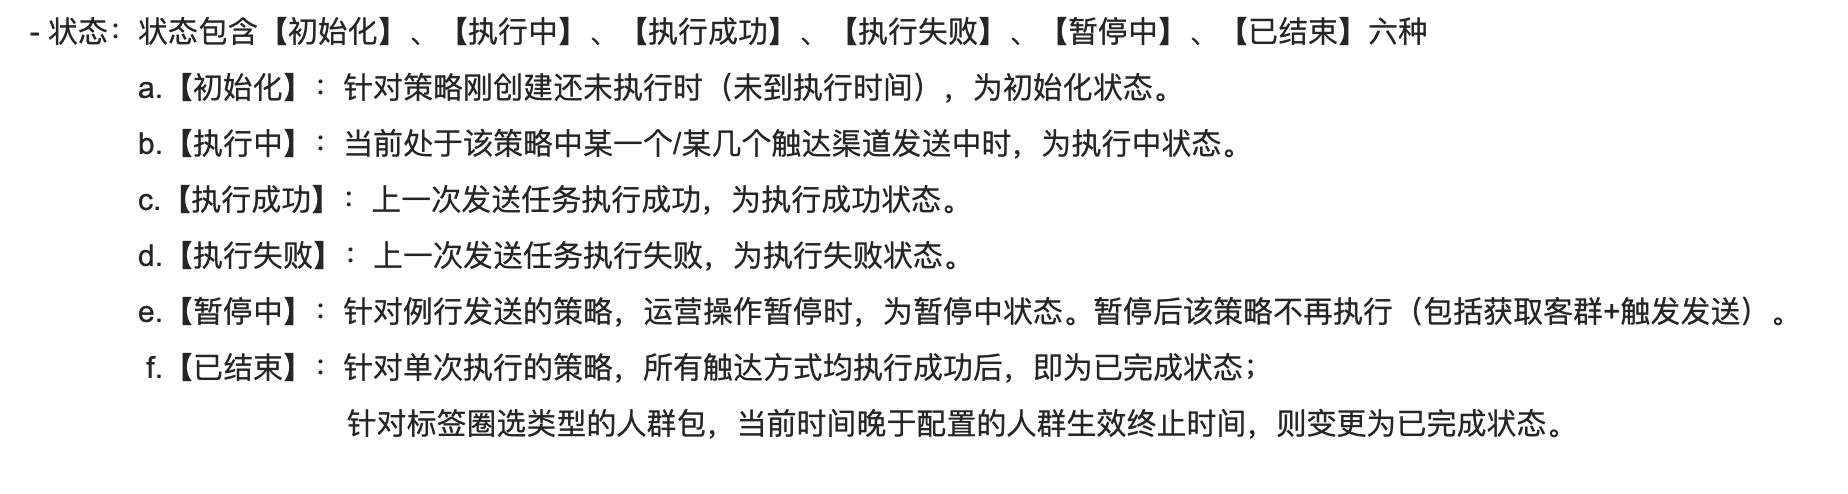 - 状态：状态包含【初始化】、【执行中】、【执行成功】、【执行失败】、【暂停中】、【已结束】六种
a.【初始化】：针对策略刚创建还未执行时（未到执行时间），为初始化状态。
b.【执行中】：当前处于该策略中某一个/某几个触达渠道发送中时，为执行中状态。
c.【执行成功】：上一次发送任务执行成功，为执行成功状态。
d.【执行失败】：上一次发送任务执行失败，为执行失败状态。
e.【暂停中】：针对例行发送的策略，运营操作暂停时，为暂停中状态。暂停后该策略不再执行（包括获取客群+触发发送）。
f.【已结束】：针对单次执行的策略，所有触达方式均执行成功后，即为已完成状态；
针对标签圈选类型的人群包，当前时间晚于配置的人群生效终止时间，则变更为已完成状态。